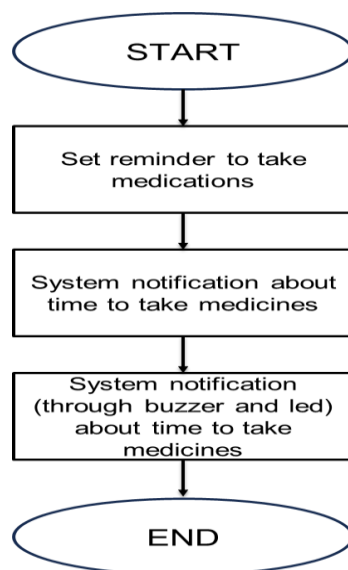 START
Set reminder to take
medications
System notification about
time to take medicines
System notification
(through buzzer and led)
about time to take
medicines
END